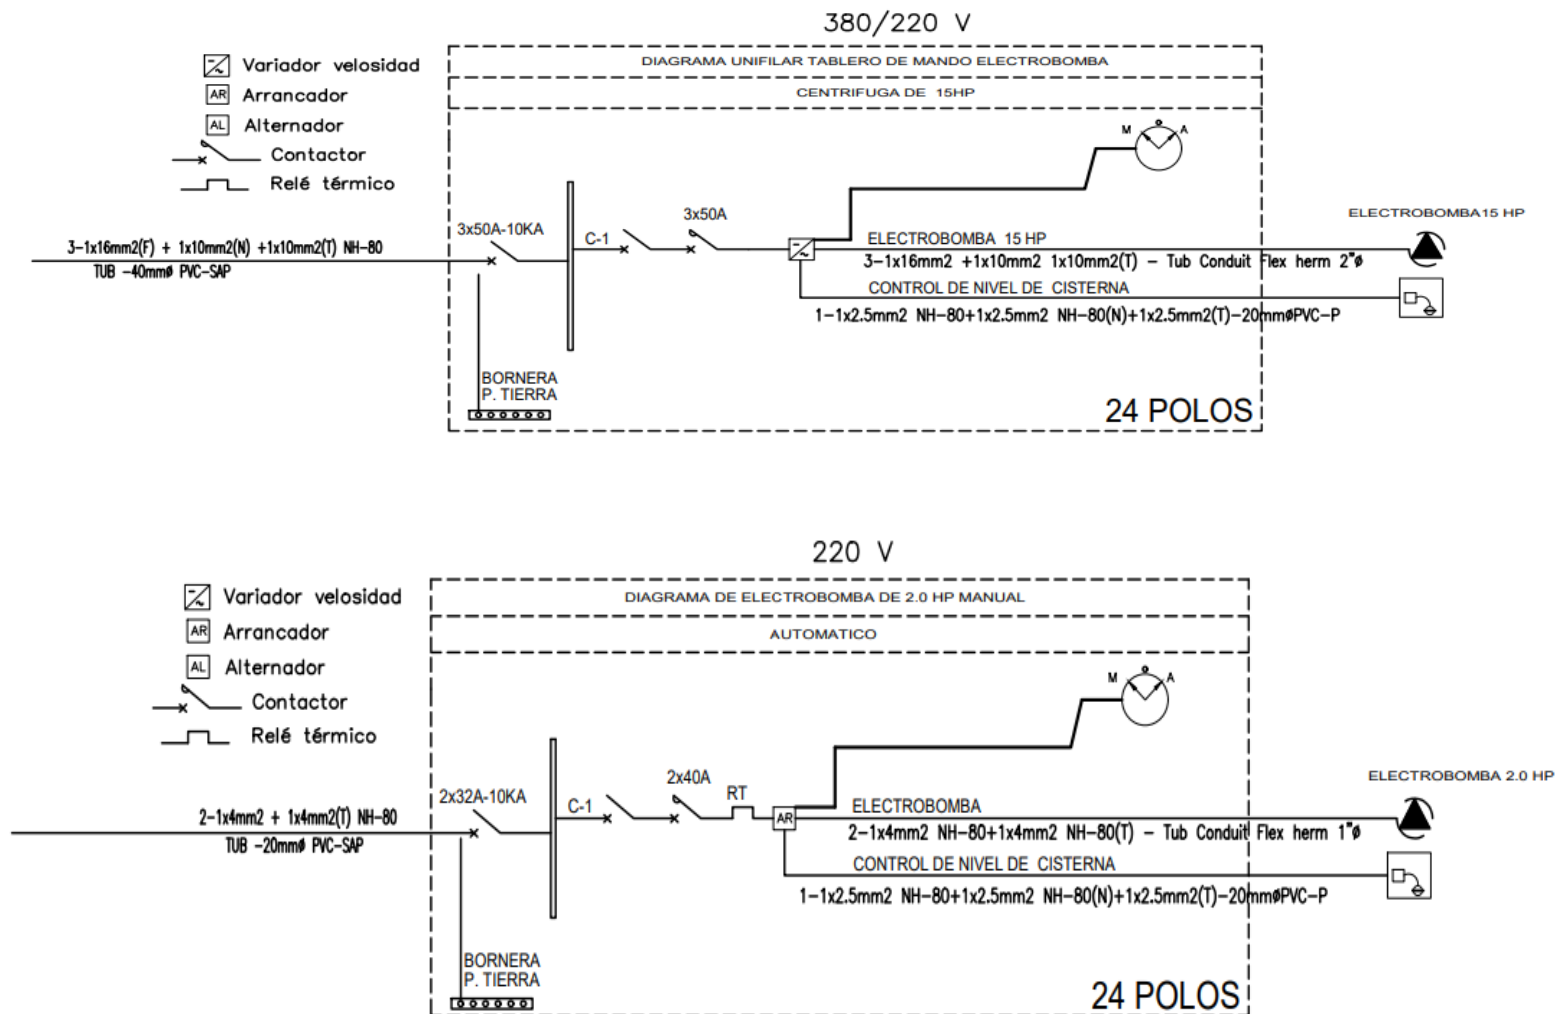 380/220 V
DIAGRAMA UNIFILAR TABLERO DE MANDO ELECTROBOMBA
CENTRIFUGA DE 15HP
Variador velosidad
AR Arrancador
AL Alternador
Contactor
Relé térmico
M O A
3-1x16mm2(F) + 1x10mm2(N) +1x10mm2(T) NH-80
TUB -40mmø PVC-SAP
3x50A-10KA
C-1
3x50A
ELECTROBOMBA 15 HP
3-1x16mm2 +1x10mm2 1x10mm2(T) - Tub Conduit Flex herm 2"ø
CONTROL DE NIVEL DE CISTERNA
1-1x2.5mm2 NH-80+1x2.5mm2 NH-80(N)+1x2.5mm2(T)-20mmøPVC-P
ELECTROBOMBA15 HP
BORNERA
P. TIERRA
24 POLOS
220 V
DIAGRAMA DE ELECTROBOMBA DE 2.0 HP MANUAL
AUTOMATICO
Variador velosidad
AR Arrancador
AL Alternador
Contactor
Relé térmico
M O A
2-1x4mm2 + 1x4mm2(T) NH-80
TUB -20mmø PVC-SAP
2x32A-10KA
C-1
2x40A
RT
AR
ELECTROBOMBA
2-1x4mm2 NH-80+1x4mm2 NH-80(T) - Tub Conduit Flex herm 1"ø
CONTROL DE NIVEL DE CISTERNA
1-1x2.5mm2 NH-80+1x2.5mm2 NH-80(N)+1x2.5mm2(T)-20mmøPVC-P
ELECTROBOMBA 2.0 HP
BORNERA
P. TIERRA
24 POLOS